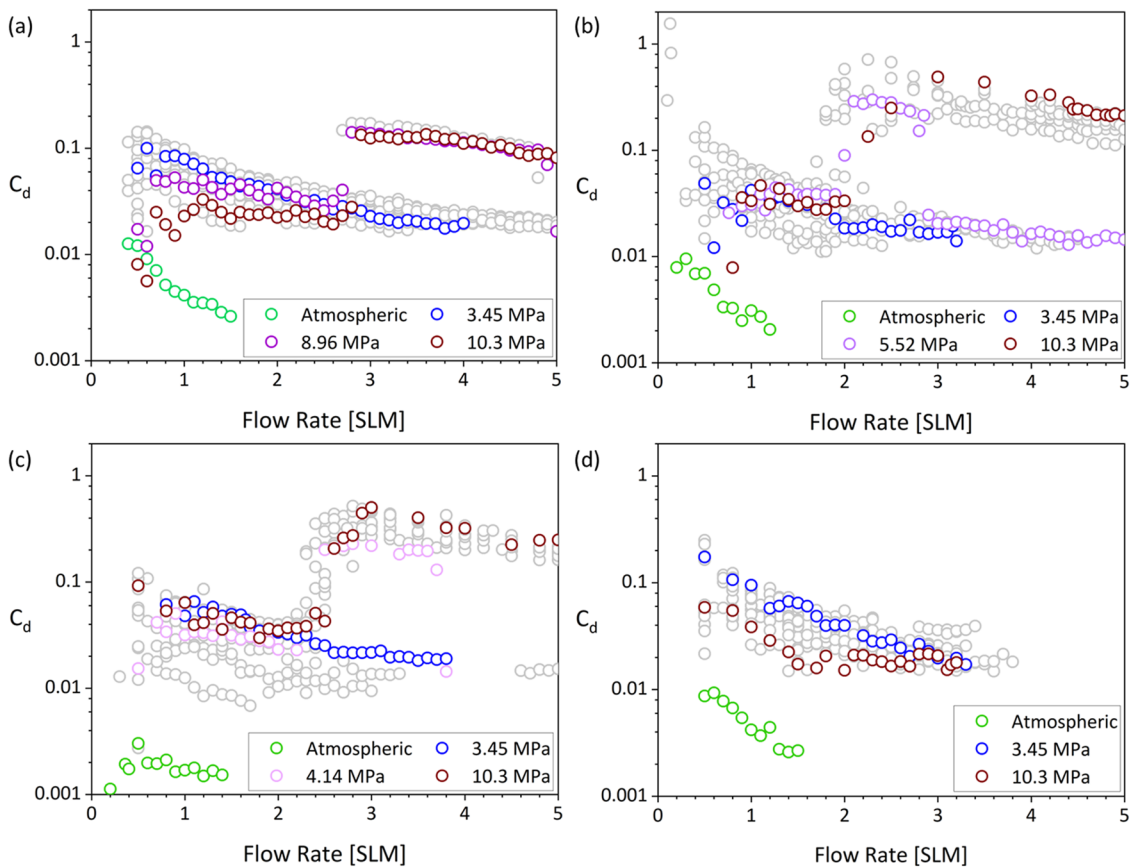 (a)
1
0.1
C_d
0.01
0.001
0 1 2 3 4 5
Flow Rate [SLM]
Atmospheric 3.45 MPa
8.96 MPa 10.3 MPa
(b)
1
0.1
C_d
0.01
0.001
0 1 2 3 4 5
Flow Rate [SLM]
Atmospheric 3.45 MPa
5.52 MPa 10.3 MPa
(c)
1
0.1
C_d
0.01
0.001
0 1 2 3 4 5
Flow Rate [SLM]
Atmospheric 3.45 MPa
4.14 MPa 10.3 MPa
(d)
1
0.1
C_d
0.01
0.001
0 1 2 3 4 5
Flow Rate [SLM]
Atmospheric
3.45 MPa
10.3 MPa